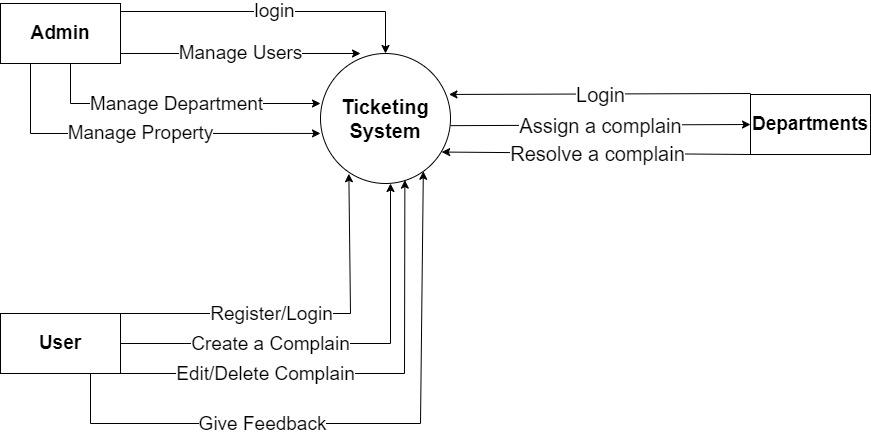 login
Admin
Manage Users
Ticketing
System
Manage Department
Manage Property
Login
Assign a complain
Departments
Resolve a complain
Register/Login
User
Create a Complain
Edit/Delete Complain
Give Feedback